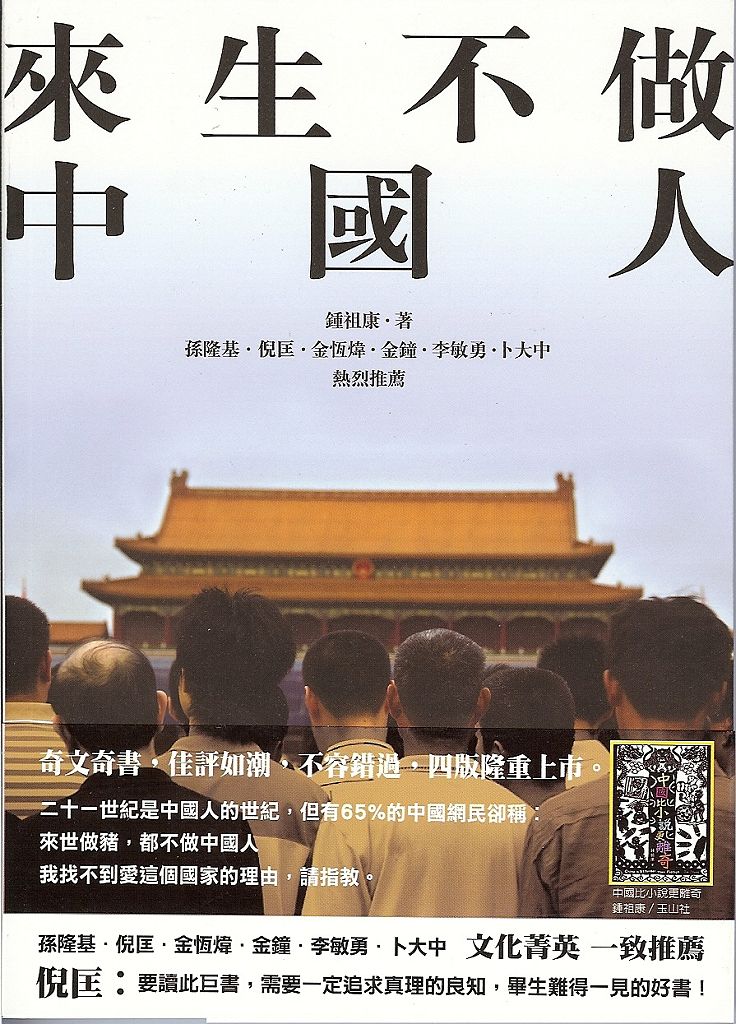 來生不做
中國人
鍾祖康·著
孫隆基·倪匡·金恆煒·金鐘·李敏勇·卜大中
熱烈推薦
奇文奇書，佳評如潮，不容錯過，四版隆重上市。
二十一世紀是中國人的世紀，但有65%的中國網民卻稱：
來世做豬，都不做中國人
我找不到愛這個國家的理由，請指教。
中國比小說更離奇
中國比小說更離奇
鍾祖康／玉山社
孫隆基·倪匡·金恆煒·金鐘·李敏勇·卜大中 文化菁英 一致推薦
倪匡：要讀此巨書，需要一定追求真理的良知，畢生難得一見的好書！